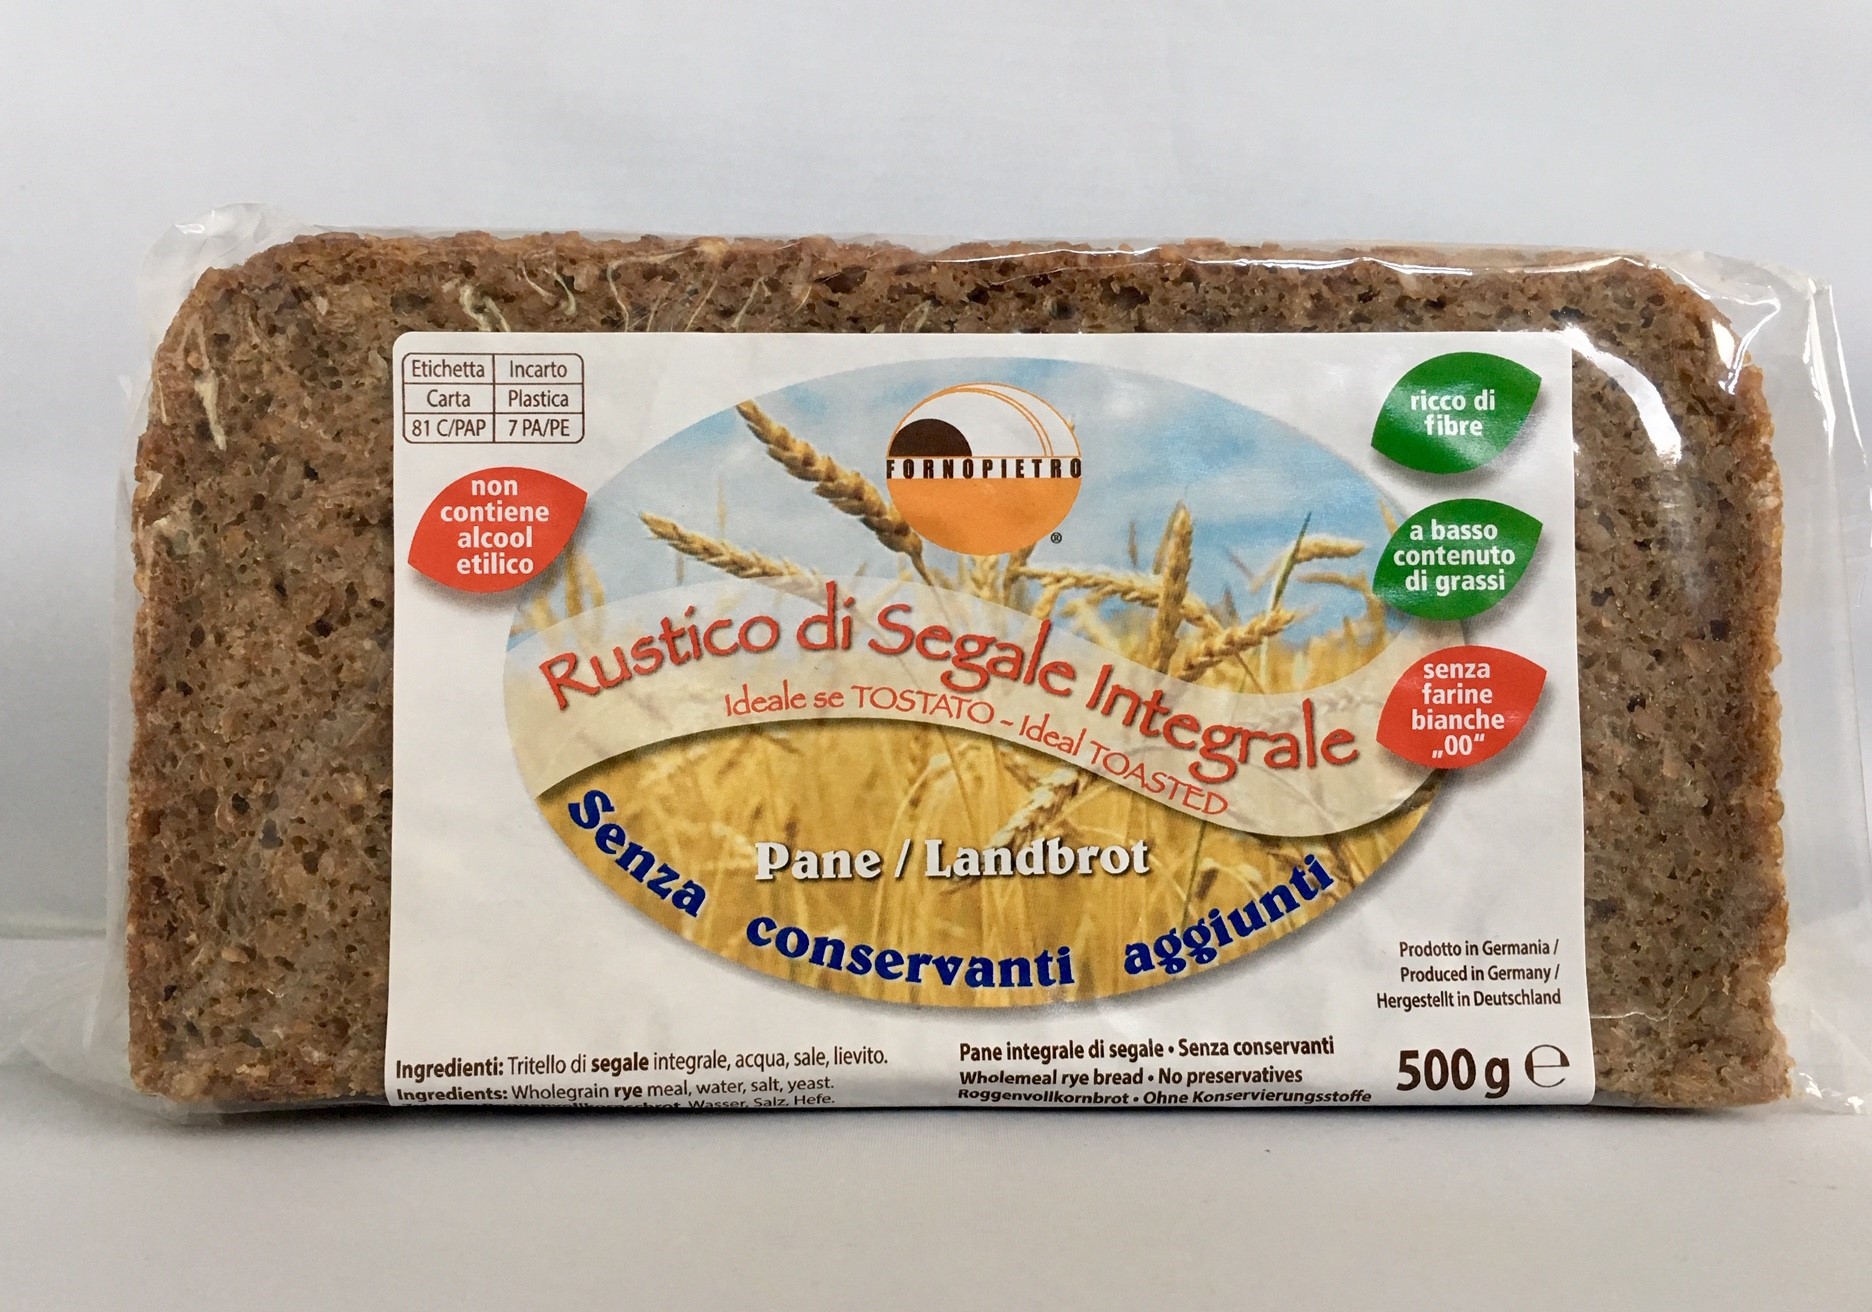 Etichetta Incarto
Carta Plastica
81 C/PAP 7 PA/PE
non
contiene
alcool
etilico
FORNOPIETRO
®
ricco di
fibre
a basso
contenuto
di grassi
senza
farine
bianche
„00“
Rustico di Segale Integrale
Ideale se TOSTATO - Ideal TOASTED
Pane / Landbrot
Senza conservanti aggiunti
Prodotto in Germania /
Produced in Germany /
Hergestellt in Deutschland
Ingredienti: Tritello di segale integrale, acqua, sale, lievito.
Ingredients: Wholegrain rye meal, water, salt, yeast.
Wasser, Salz, Hefe.
Pane integrale di segale • Senza conservanti
Wholemeal rye bread • No preservatives
Roggenvollkornbrot • Ohne Konservierungsstoffe
500 g ℮